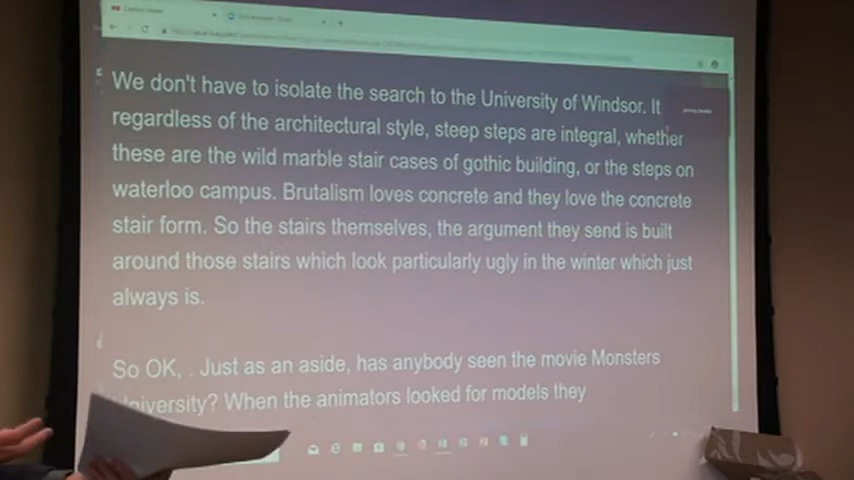 We don't have to isolate the search to the University of Windsor. It
regardless of the architectural style, steep steps are integral, whether
these are the wild marble stair cases of gothic building, or the steps on
waterloo campus. Brutalism loves concrete and they love the concrete
stair form. So the stairs themselves, the argument they send is built
around those stairs which look particularly ugly in the winter which just
always is.
So OK, . Just as an aside, has anybody seen the movie Monsters
University? When the animators looked for models they